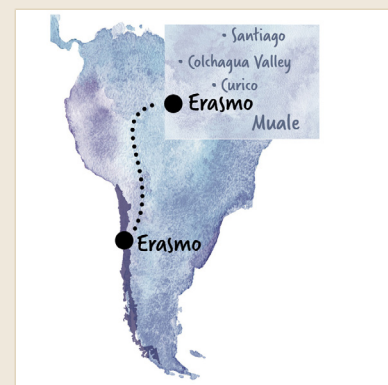 Santiago
Colchagua Valley
Curico
Erasmo
Muale
Erasmo